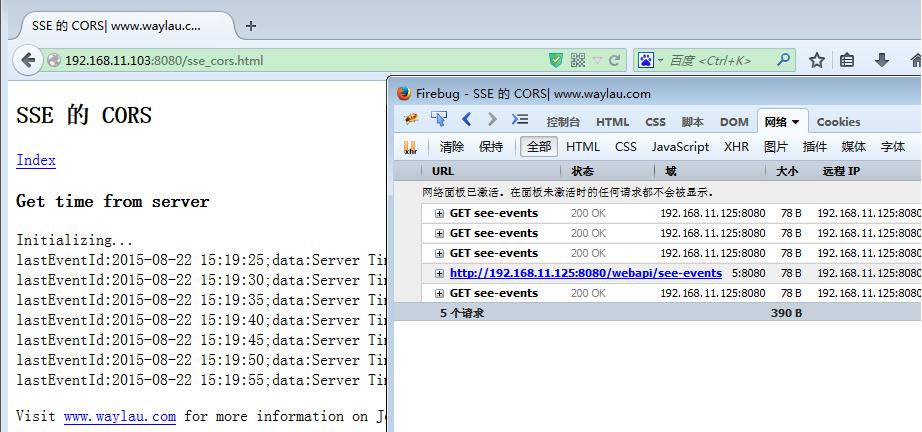 SSE 的 CORS| www.waylau.c...
192.168.11.103:8080/sse_cors.html
百度 <Ctrl+K>
SSE 的 CORS
Index
Get time from server
Initializing...
lastEventId:2015-08-22 15:19:25;data:Server Tim
lastEventId:2015-08-22 15:19:30;data:Server Tim
lastEventId:2015-08-22 15:19:35;data:Server Tim
lastEventId:2015-08-22 15:19:40;data:Server Tim
lastEventId:2015-08-22 15:19:45;data:Server Tim
lastEventId:2015-08-22 15:19:50;data:Server Tim
lastEventId:2015-08-22 15:19:55;data:Server Tim
Visit www.waylau.com for more information on Je
Firebug - SSE 的 CORS| www.waylau.com
控制台 HTML CSS 脚本 DOM 网络 Cookies
xhr 清除 保持 全部 HTML CSS JavaScript XHR 图片 插件 媒体 字体
URL 状态 域 大小 远程 IP
网络面板已激活。在面板未激活时的任何请求都不会被显示。
GET see-events 200 OK 192.168.11.125:8080 78 B 192.168.11.125:8080
GET see-events 200 OK 192.168.11.125:8080 78 B 192.168.11.125:8080
GET see-events 200 OK 192.168.11.125:8080 78 B 192.168.11.125:8080
http://192.168.11.125:8080/webapi/see-events 5:8080 78 B 192.168.11.125:8080
GET see-events 200 OK 192.168.11.125:8080 78 B 192.168.11.125:8080
5 个请求 390 B